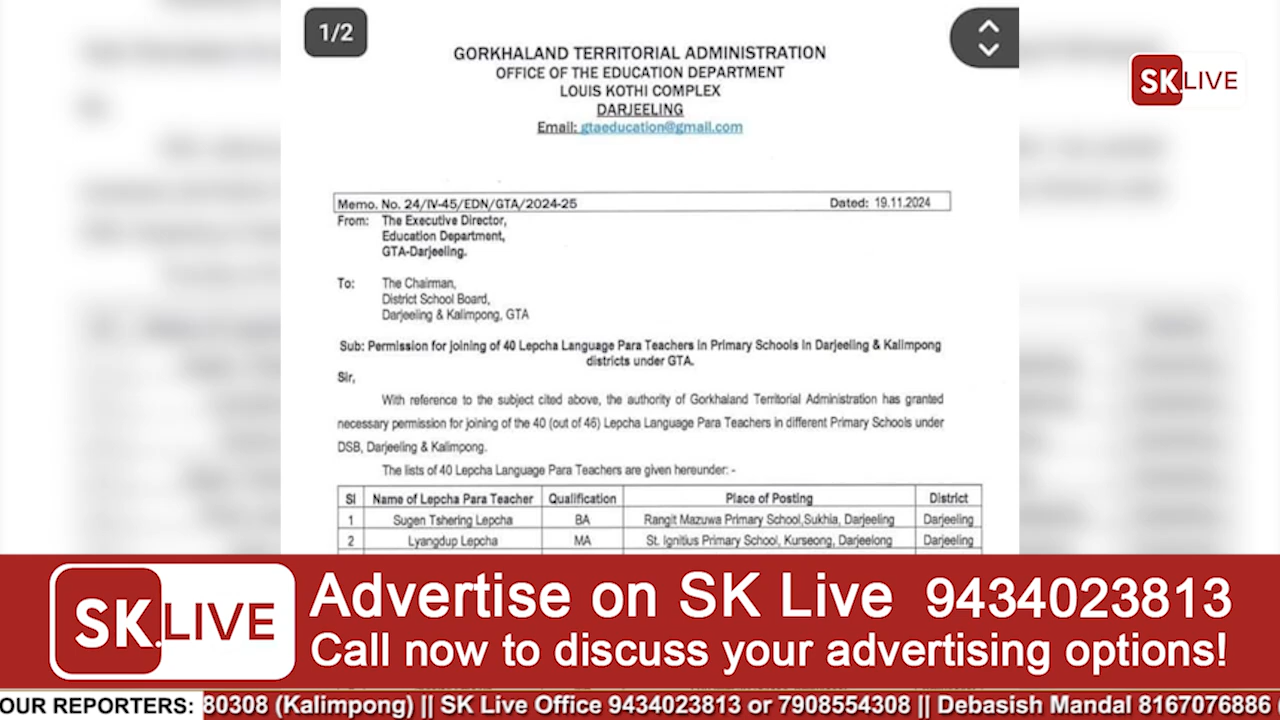 1/2
GORKHALAND TERRITORIAL ADMINISTRATION
OFFICE OF THE EDUCATION DEPARTMENT
LOUIS KOTHI COMPLEX
DARJEELING
Email: gtaeducation@gmail.com
SK LIVE
Memo. No. 24/IV-45/EDN/GTA/2024-25 Dated: 19.11.2024
From: The Executive Director,
Education Department,
GTA-Darjeeling.
To: The Chairman,
District School Board,
Darjeeling & Kalimpong, GTA
Sub: Permission for joining of 40 Lepcha Language Para Teachers in Primary Schools in Darjeeling & Kalimpong
districts under GTA.
Sir,
With reference to the subject cited above, the authority of Gorkhaland Territorial Administration has granted
necessary permission for joining of the 40 (out of 46) Lepcha Language Para Teachers in different Primary Schools under
DSB, Darjeeling & Kalimpong.
The lists of 40 Lepcha Language Para Teachers are given hereunder: -
Sl Name of Lepcha Para Teacher Qualification Place of Posting District
1 Sugen Tshering Lepcha BA Rangit Mazuwa Primary School,Sukhia, Darjeeling Darjeeling
2 Lyangdup Lepcha MA St. Ignitius Primary School, Kurseong, Darjeelong Darjeeling
SK LIVE
Advertise on SK Live 9434023813
Call now to discuss your advertising options!
OUR REPORTERS: 80308 (Kalimpong) || SK Live Office 9434023813 or 7908554308 || Debasish Mandal 8167076886